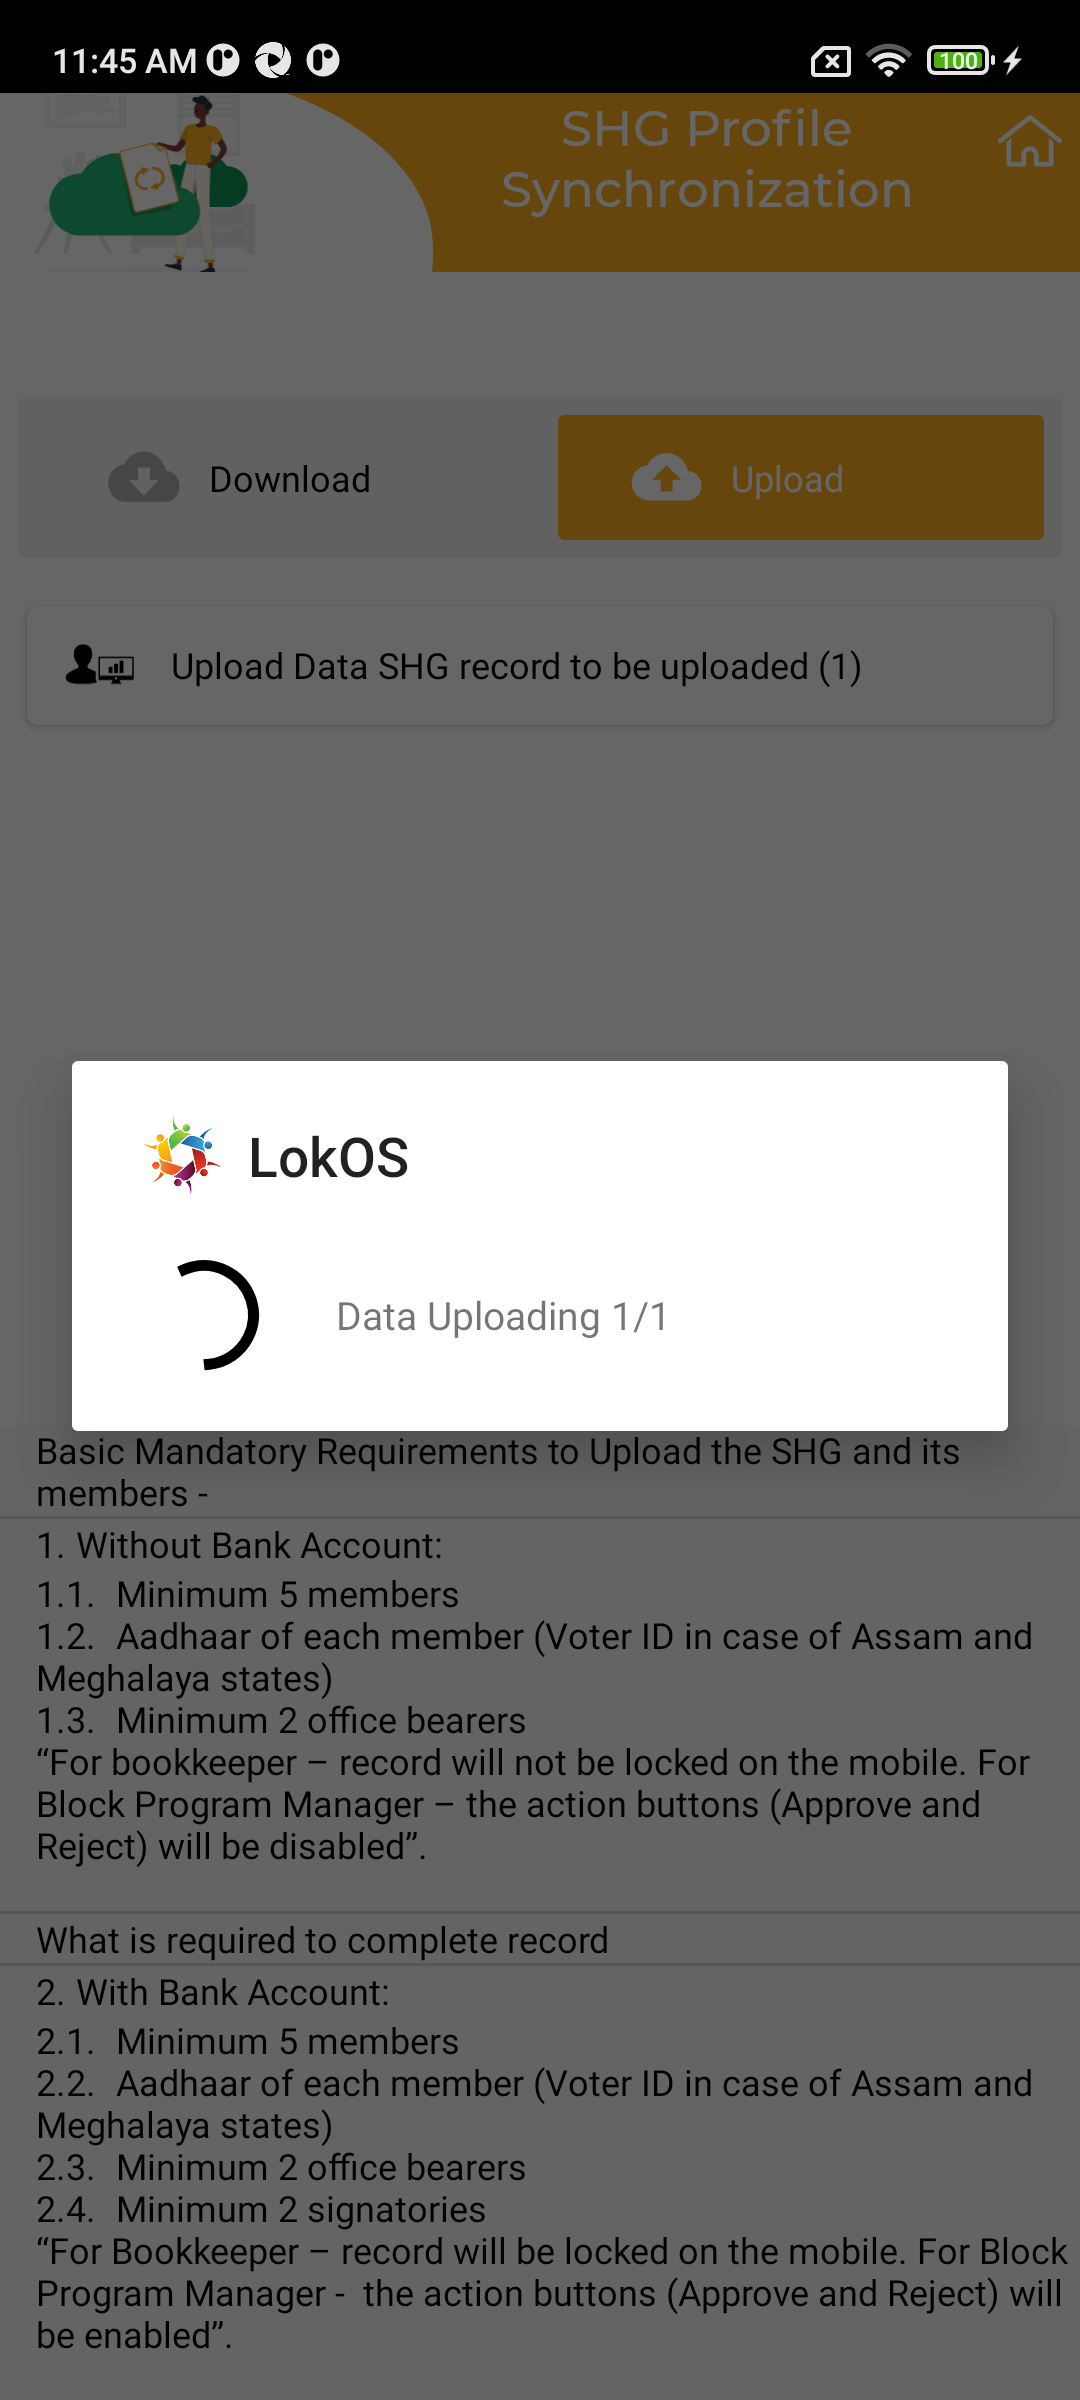 11:45 AM
100
SHG Profile
Synchronization
Download
Upload
Upload Data SHG record to be uploaded (1)
LokOS
Data Uploading 1/1
Basic Mandatory Requirements to Upload the SHG and its
members -
1. Without Bank Account:
1.1. Minimum 5 members
1.2. Aadhaar of each member (Voter ID in case of Assam and
Meghalaya states)
1.3. Minimum 2 office bearers
“For bookkeeper – record will not be locked on the mobile. For
Block Program Manager – the action buttons (Approve and
Reject) will be disabled”.
What is required to complete record
2. With Bank Account:
2.1. Minimum 5 members
2.2. Aadhaar of each member (Voter ID in case of Assam and
Meghalaya states)
2.3. Minimum 2 office bearers
2.4. Minimum 2 signatories
“For Bookkeeper – record will be locked on the mobile. For Block
Program Manager - the action buttons (Approve and Reject) will
be enabled”.